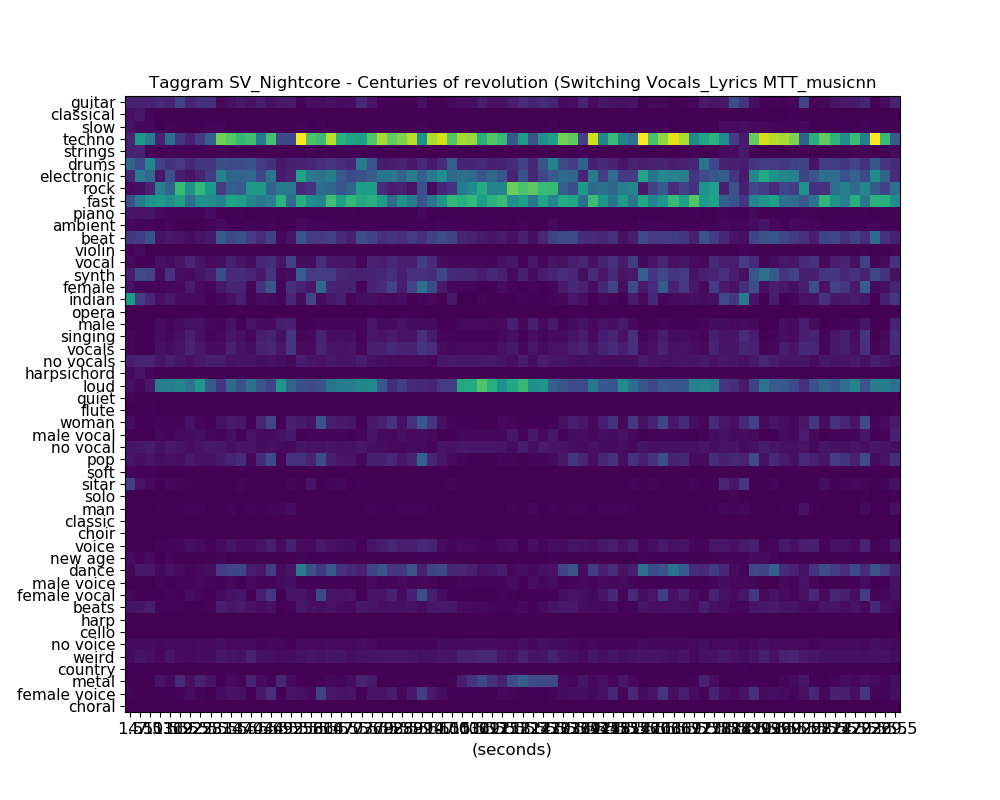 Taggram SV_Nightcore - Centuries of revolution (Switching Vocals_Lyrics MTT_musicnn
guitar
classical
slow
techno
strings
drums
electronic
rock
fast
piano
ambient
beat
violin
vocal
synth
female
indian
opera
male
singing
vocals
no vocals
harpsichord
loud
quiet
flute
woman
male vocal
no vocal
pop
soft
sitar
solo
man
classic
choir
voice
new age
dance
male voice
female vocal
beats
harp
cello
no voice
weird
country
metal
female voice
choral
(seconds)